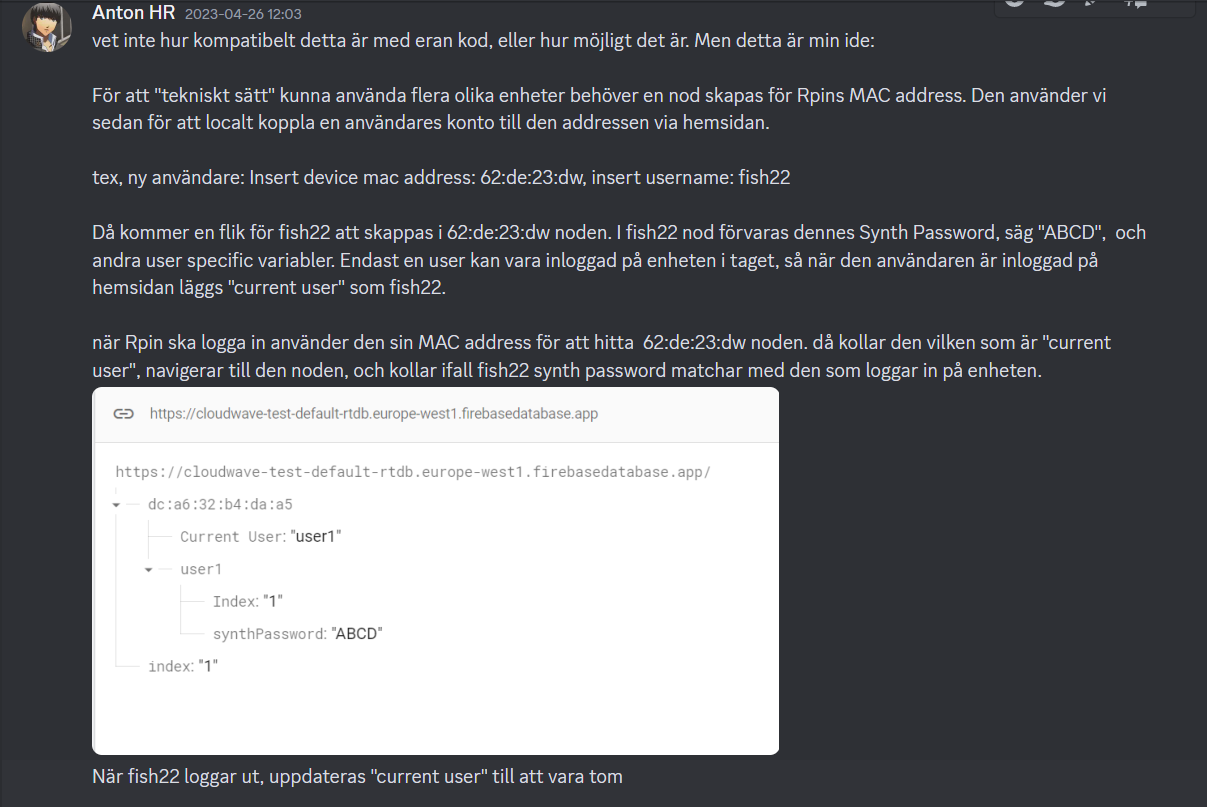 Anton HR 2023-04-26 12:03
vet inte hur kompatibelt detta är med eran kod, eller hur möjligt det är. Men detta är min ide:
För att "tekniskt sätt" kunna använda flera olika enheter behöver en nod skapas för Rpins MAC address. Den använder vi
sedan för att localt koppla en användares konto till den addressen via hemsidan.
tex, ny användare: Insert device mac address: 62:de:23:dw, insert username: fish22
Då kommer en flik för fish22 att skappas i 62:de:23:dw noden. I fish22 nod förvaras dennes Synth Password, säg "ABCD", och
andra user specific variabler. Endast en user kan vara inloggad på enheten i taget, så när den användaren är inloggad på
hemsidan läggs "current user" som fish22.
när Rpin ska logga in använder den sin MAC address för att hitta 62:de:23:dw noden. då kollar den vilken som är "current
user", navigerar till den noden, och kollar ifall fish22 synth password matchar med den som loggar in på enheten.
https://cloudwave-test-default-rtdb.europe-west1.firebasedatabase.app
https://cloudwave-test-default-rtdb.europe-west1.firebasedatabase.app/
dc:a6:32:b4:da:a5
Current User: "user1"
user1
Index: "1"
synthPassword: "ABCD"
index: "1"
När fish22 loggar ut, uppdateras "current user" till att vara tom